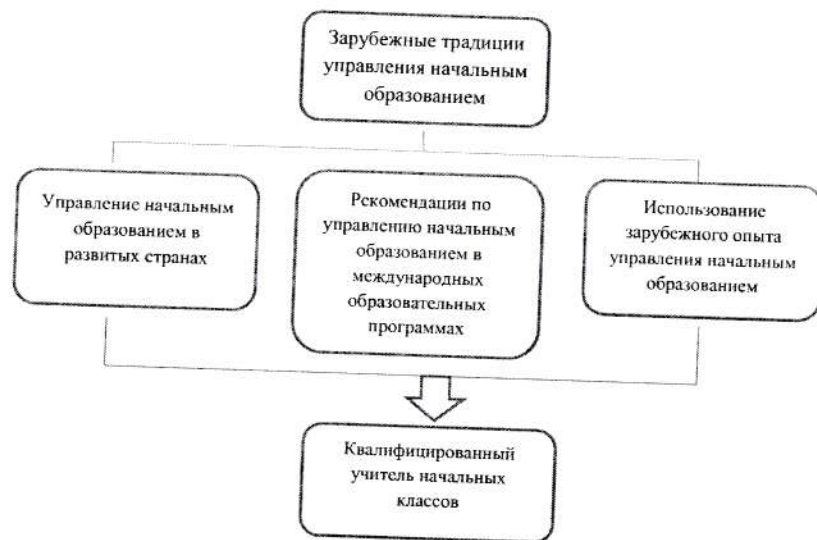 Зарубежные традиции
управления начальным
образованием
Управление начальным
образованием в
развитых странах
Рекомендации по
управлению начальным
образованием в
международных
образовательных
программах
Использование
зарубежного опыта
управления начальным
образованием
Квалифицированный
учитель начальных
классов